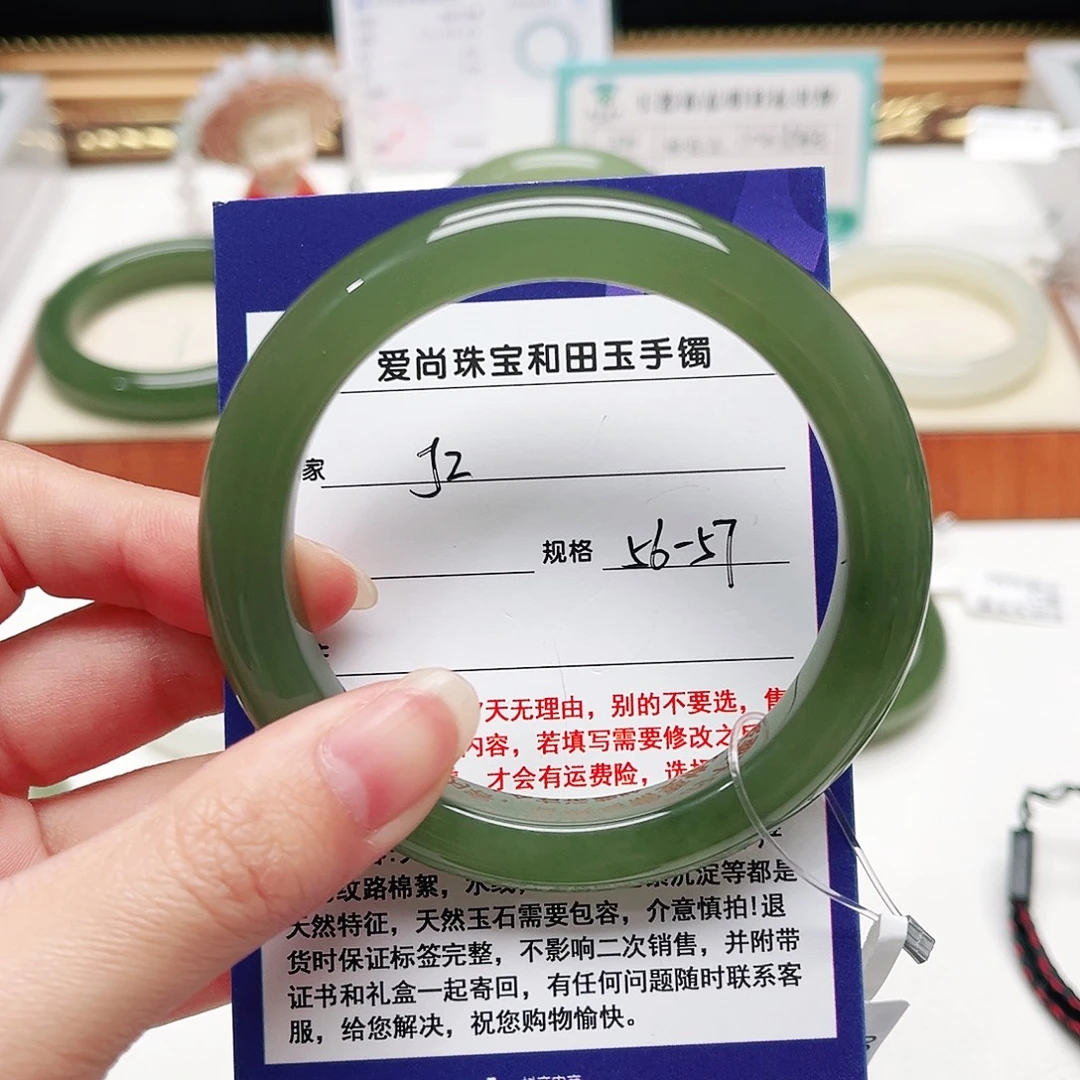 爱尚珠宝和田玉手镯
家 J2
规格 56-57
天无理由，别的不要选，售
内容，若填写需要修改之
才会有运费险，选
纹路棉絮，水线， 沉淀等都是
天然特征，天然玉石需要包容，介意慎拍！退
货时保证标签完整，不影响二次销售，并附带
证书和礼盒一起寄回，有任何问题随时联系客
服，给您解决，祝您购物愉快。